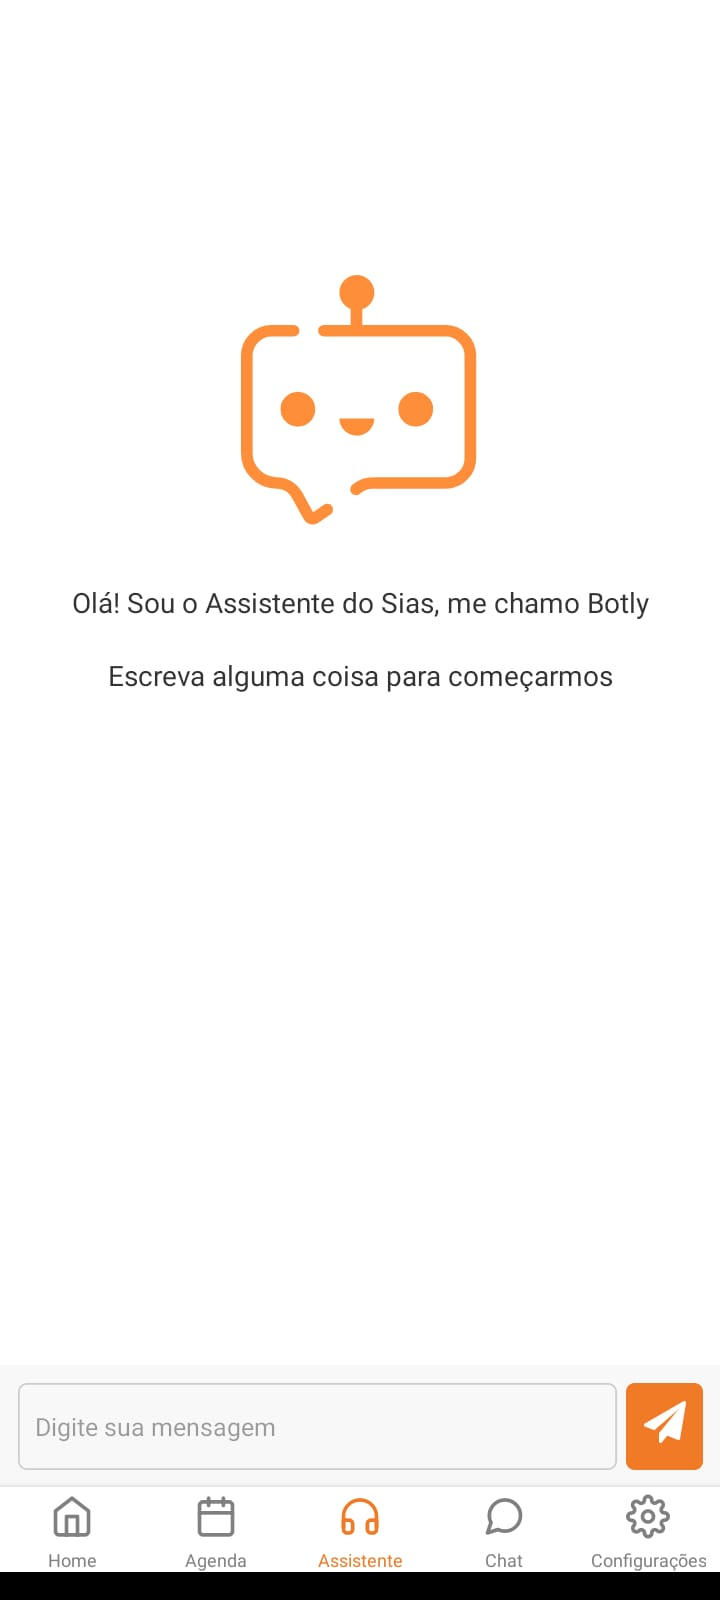 Olá! Sou o Assistente do Sias, me chamo Botly
Escreva alguma coisa para começarmos
Digite sua mensagem
Home
Agenda
Assistente
Chat
Configurações